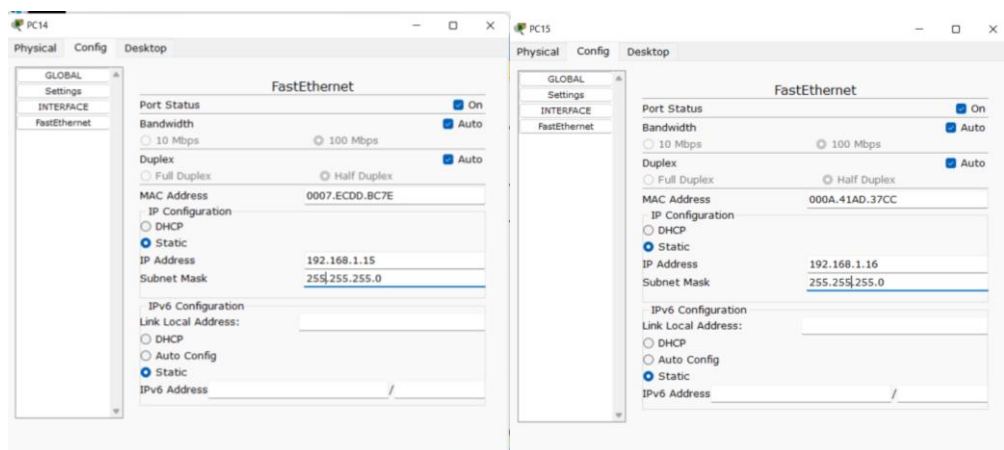 PC14
Physical Config Desktop
GLOBAL
Settings
INTERFACE
FastEthernet
FastEthernet
Port Status On
Bandwidth Auto
10 Mbps 100 Mbps
Duplex Auto
Full Duplex Half Duplex
MAC Address 0007.ECDD.BC7E
IP Configuration
DHCP
Static
IP Address 192.168.1.15
Subnet Mask 255.255.255.0
IPv6 Configuration
Link Local Address:
DHCP
Auto Config
Static
IPv6 Address /
PC15
Physical Config Desktop
GLOBAL
Settings
INTERFACE
FastEthernet
FastEthernet
Port Status On
Bandwidth Auto
10 Mbps 100 Mbps
Duplex Auto
Full Duplex Half Duplex
MAC Address 000A.41AD.37CC
IP Configuration
DHCP
Static
IP Address 192.168.1.16
Subnet Mask 255.255.255.0
IPv6 Configuration
Link Local Address:
DHCP
Auto Config
Static
IPv6 Address /